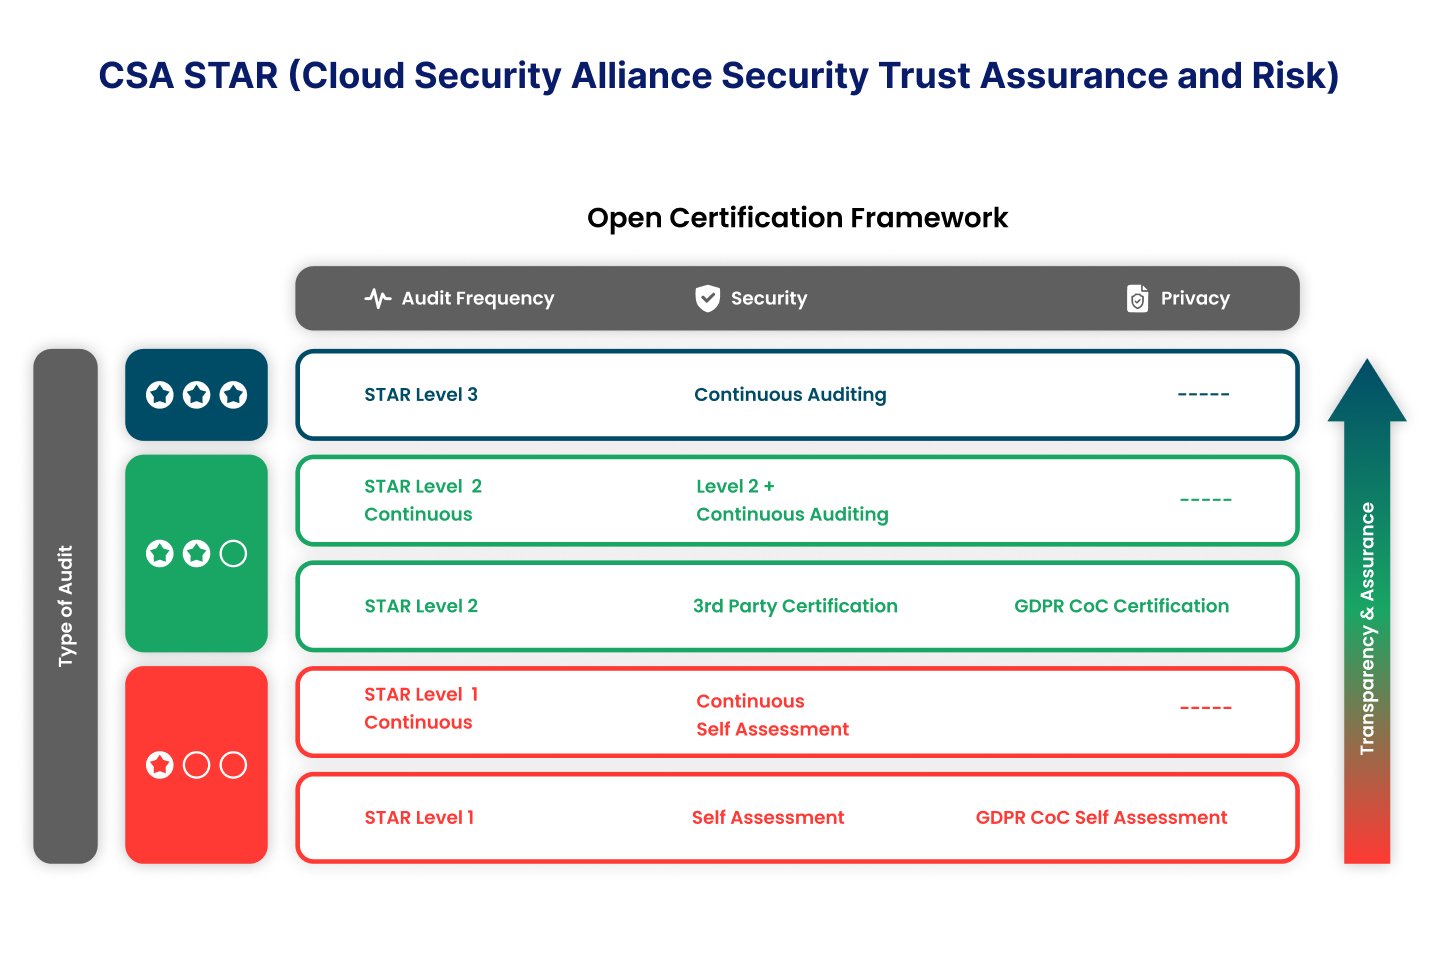 CSA STAR (Cloud Security Alliance Security Trust Assurance and Risk)
Open Certification Framework
Audit Frequency
Security
Privacy
Type of Audit
STAR Level 3
Continuous Auditing
-----
STAR Level 2
Continuous
Level 2 +
Continuous Auditing
-----
STAR Level 2
3rd Party Certification
GDPR CoC Certification
STAR Level 1
Continuous
Continuous
Self Assessment
-----
STAR Level 1
Self Assessment
GDPR CoC Self Assessment
Transparency & Assurance